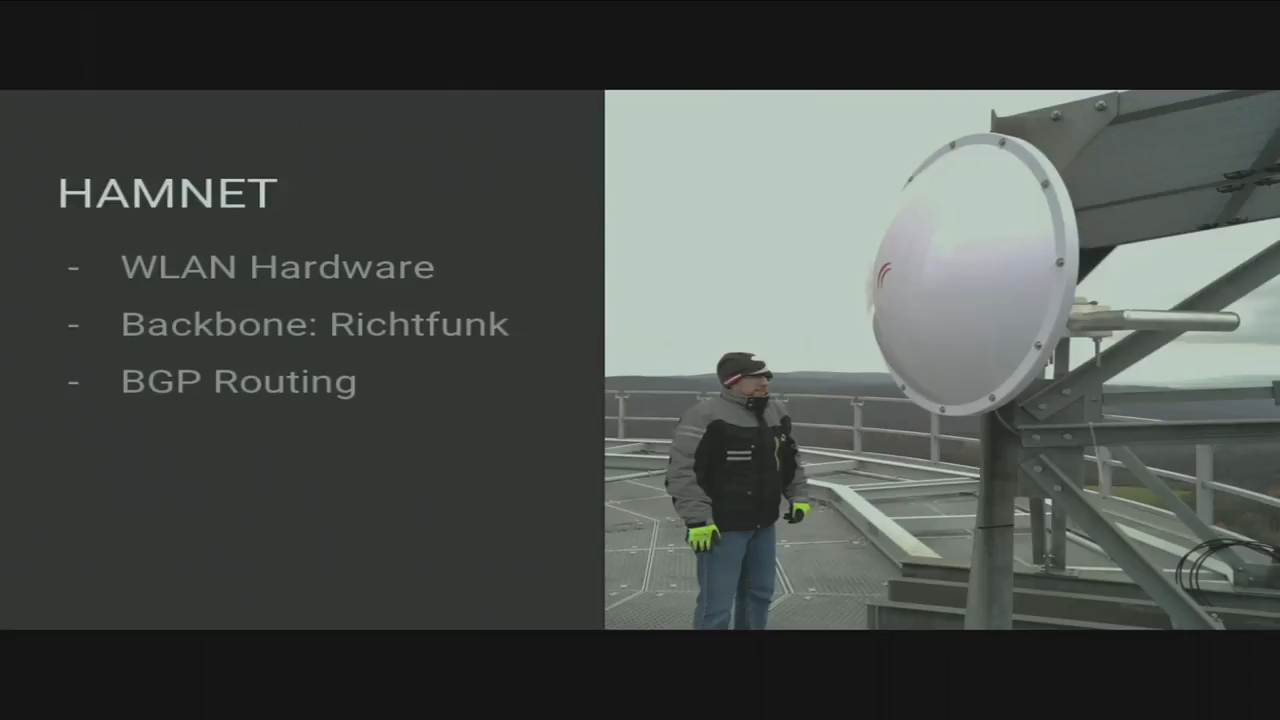 HAMNET
- WLAN Hardware
- Backbone: Richtfunk
- BGP Routing